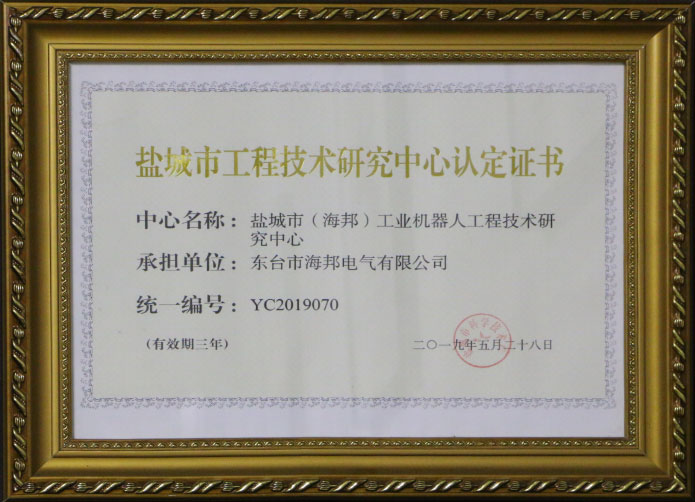 盐城市工程技术研究中心认定证书
中心名称：盐城市（海邦）工业机器人工程技术研
究中心
承担单位：东台市海邦电气有限公司
统一编号：YC2019070
（有效期三年）
二〇一九年五月二十八日